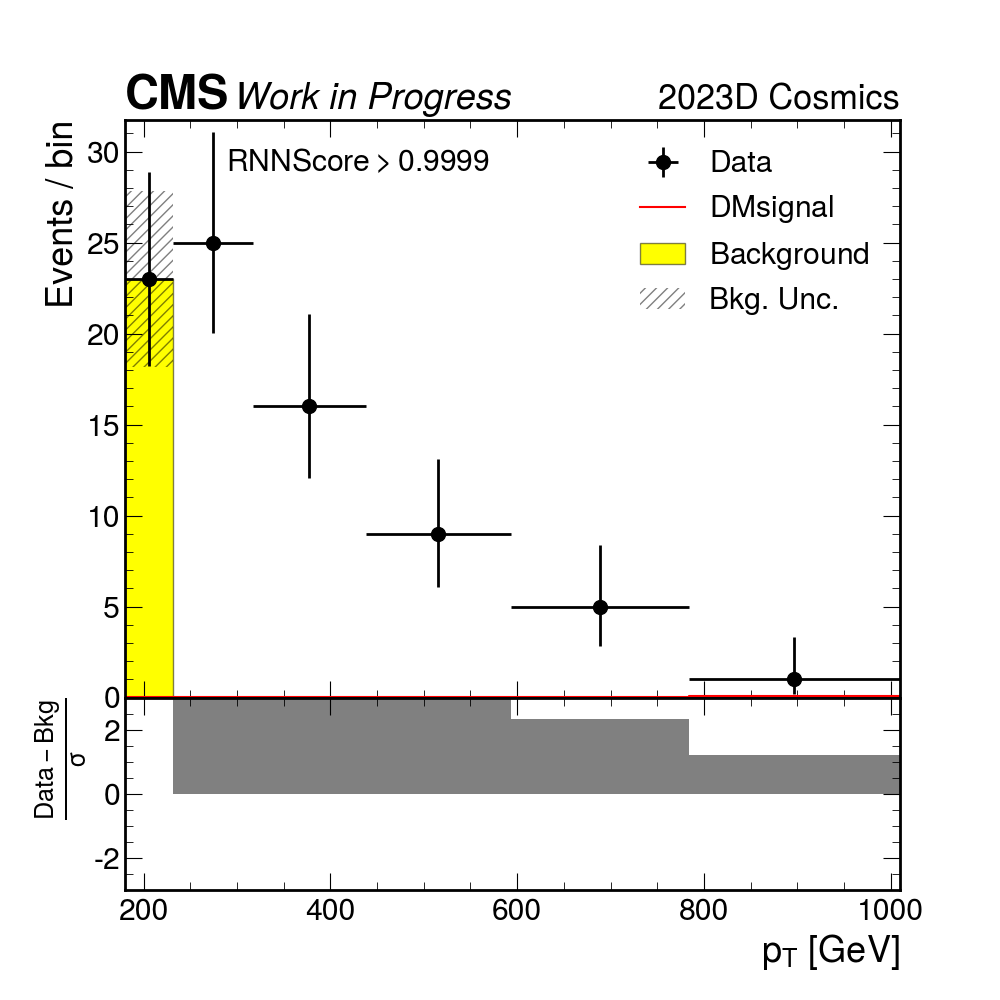 CMS Work in Progress 2023D Cosmics
Events / bin
RNNScore > 0.9999
Data
DMsignal
Background
Bkg. Unc.
30
25
20
15
10
5
0
Data – Bkg
σ
2
0
-2
200 400 600 800 1000
pT [GeV]